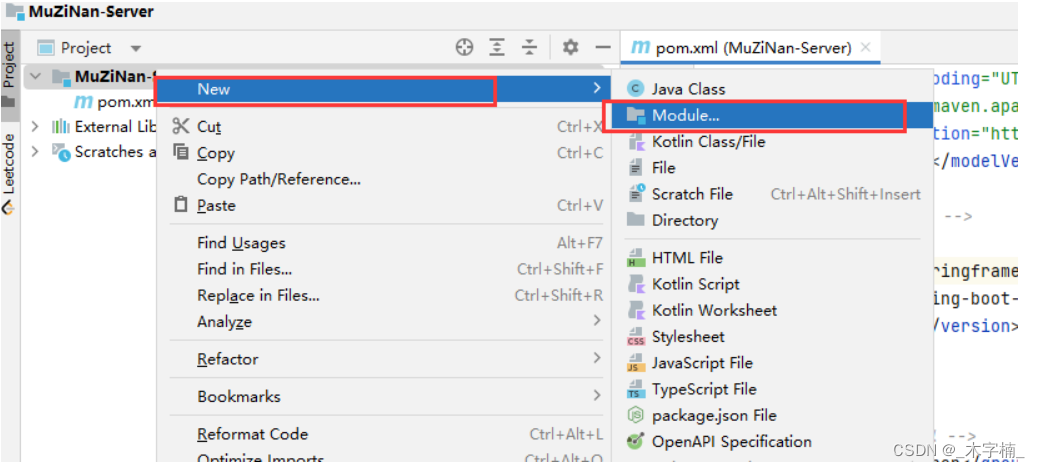 MuZiNan-Server
Project
Leetcode
Project
MuZiNan-S
pom.xm
External Lib
Scratches a
New
Cut Ctrl+X
Copy Ctrl+C
Copy Path/Reference...
Paste Ctrl+V
Find Usages Alt+F7
Find in Files... Ctrl+Shift+F
Replace in Files... Ctrl+Shift+R
Analyze
Refactor
Bookmarks
Reformat Code Ctrl+Alt+L
Optimize Imports Ctrl+Alt+O
Java Class
Module...
Kotlin Class/File
File
Scratch File Ctrl+Alt+Shift+Insert
Directory
HTML File
Kotlin Script
Kotlin Worksheet
Stylesheet
JavaScript File
TypeScript File
package.json File
OpenAPI Specification
pom.xml (MuZiNan-Server)
oding="UT
maven.apa
tion="htt
</modelVe
-->
ringframe
ing-boot-
/version>
-->
CSDN @_木字楠_